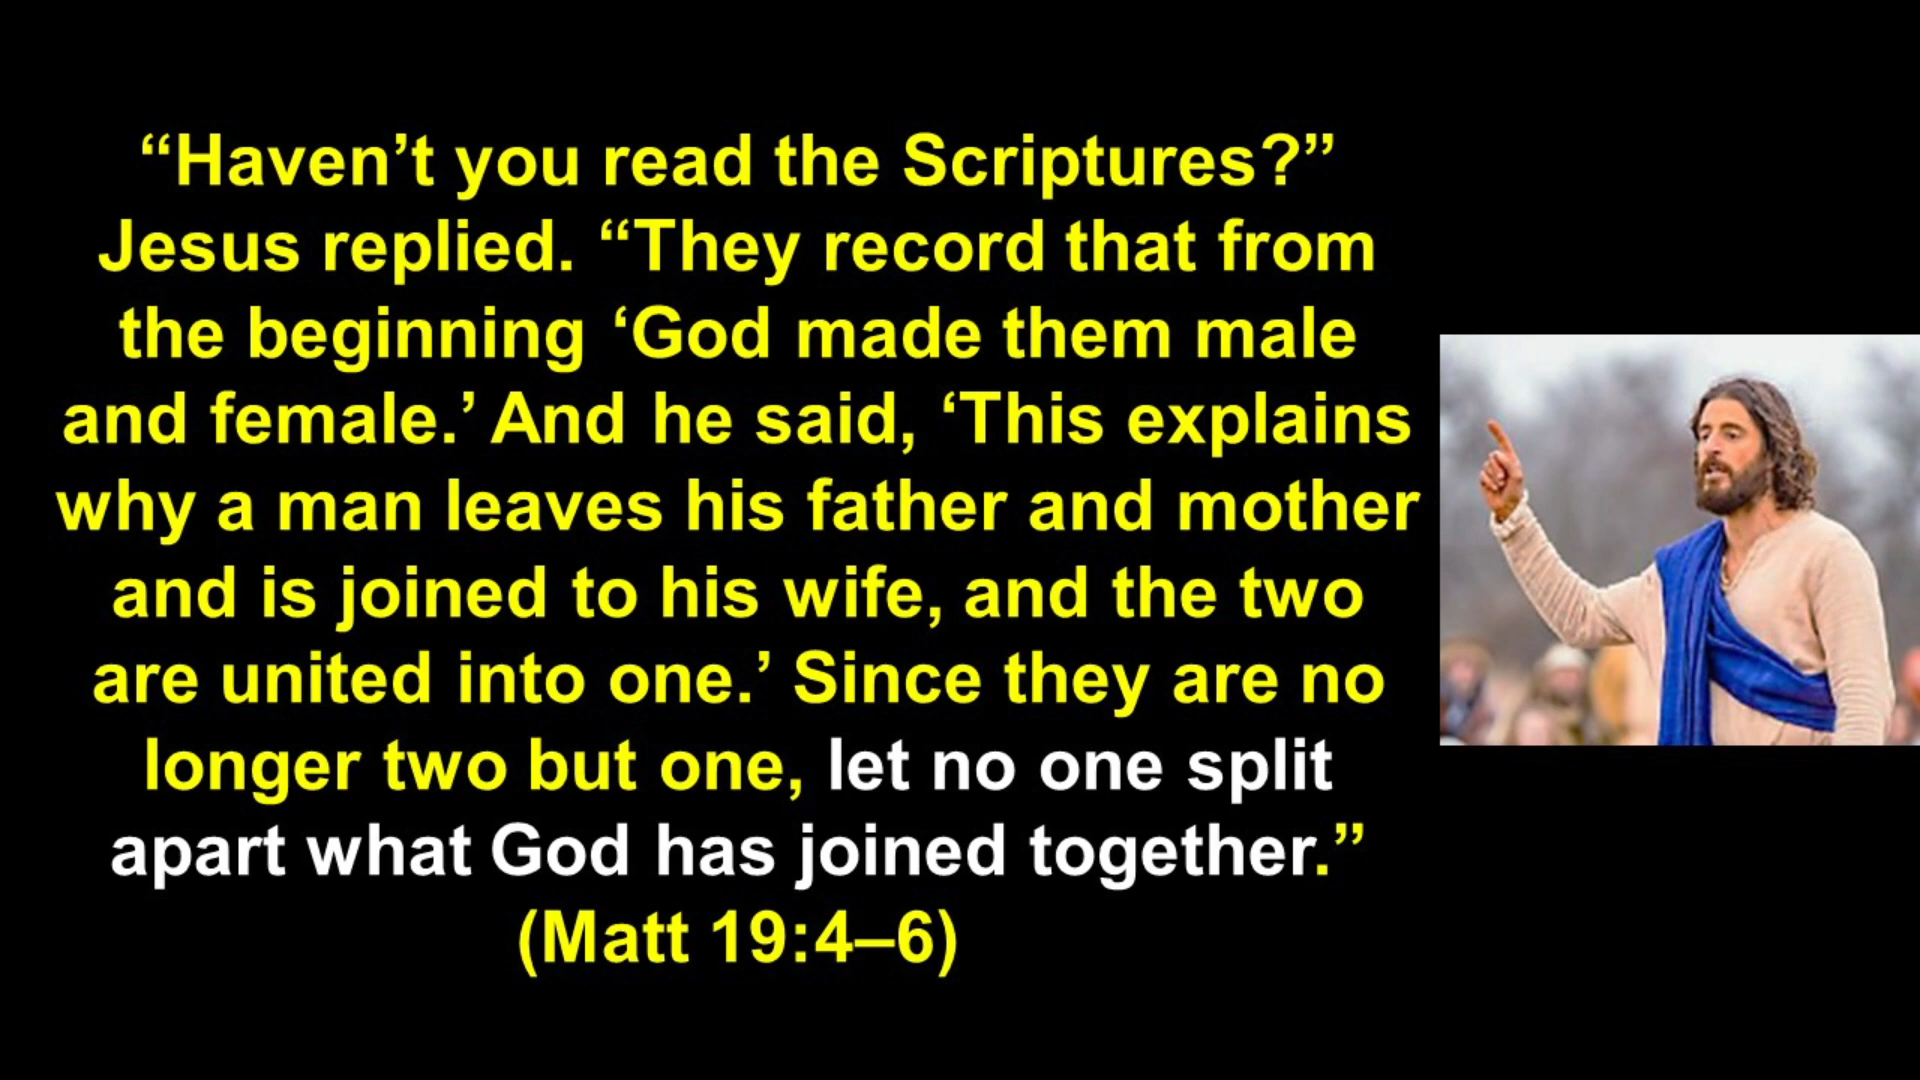 “Haven’t you read the Scriptures?”
Jesus replied. “They record that from
the beginning ‘God made them male
and female.’ And he said, ‘This explains
why a man leaves his father and mother
and is joined to his wife, and the two
are united into one.’ Since they are no
longer two but one, let no one split
apart what God has joined together.”
(Matt 19:4–6)